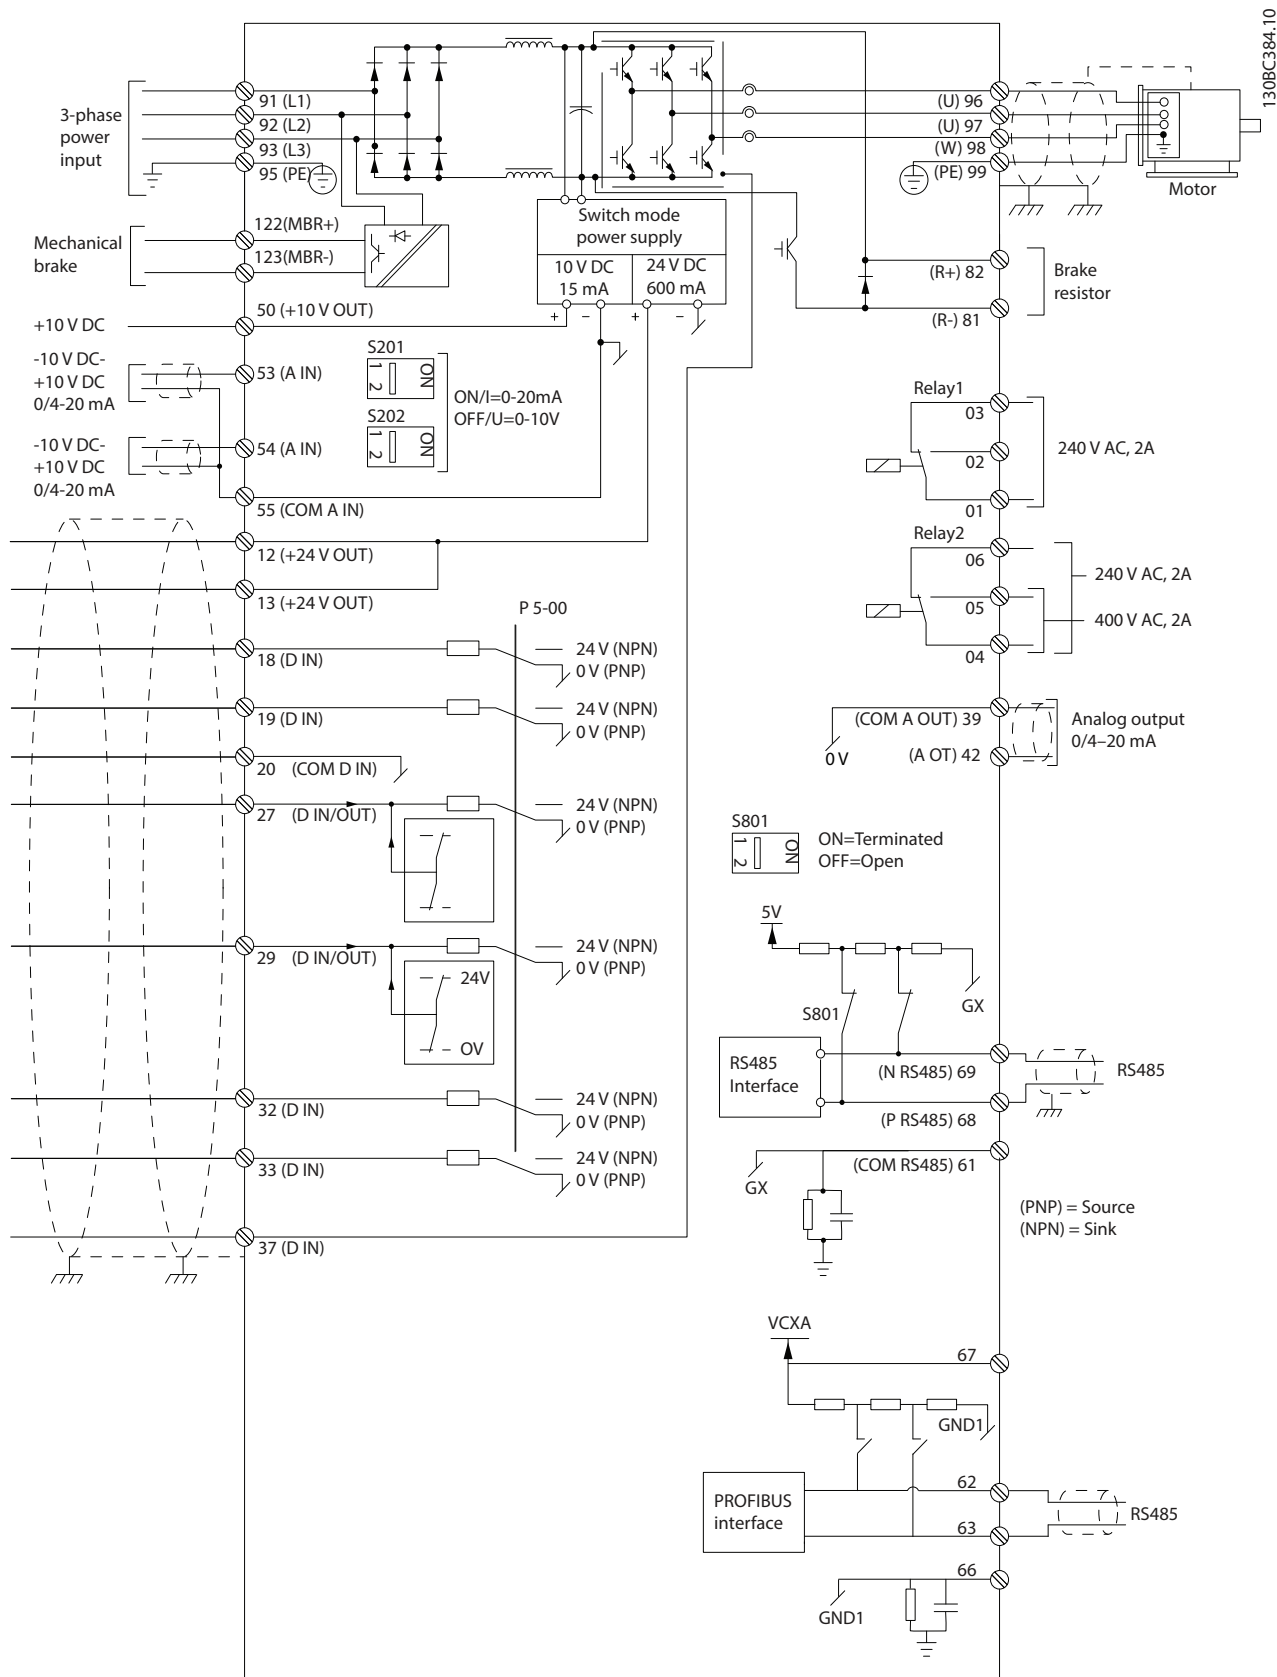 130BC384.10
3-phase
power
input
91 (L1)
92 (L2)
93 (L3)
95 (PE)
(U) 96
(U) 97
(W) 98
(PE) 99
Motor
Mechanical
brake
122(MBR+)
123(MBR-)
Switch mode
power supply
10 V DC
15 mA
24 V DC
600 mA
+ - + -
(R+) 82
(R-) 81
Brake
resistor
+10 V DC
50 (+10 V OUT)
-10 V DC-
+10 V DC
0/4-20 mA
53 (A IN)
S201
1 2 ON
S202
1 2 ON
ON/I=0-20mA
OFF/U=0-10V
-10 V DC-
+10 V DC
0/4-20 mA
54 (A IN)
55 (COM A IN)
12 (+24 V OUT)
13 (+24 V OUT)
Relay1
03
02
01
240 V AC, 2A
Relay2
06
05
04
240 V AC, 2A
400 V AC, 2A
P 5-00
18 (D IN)
24 V (NPN)
0 V (PNP)
19 (D IN)
24 V (NPN)
0 V (PNP)
20 (COM D IN)
27 (D IN/OUT)
24 V (NPN)
0 V (PNP)
29 (D IN/OUT)
24 V (NPN)
0 V (PNP)
24V
OV
32 (D IN)
24 V (NPN)
0 V (PNP)
33 (D IN)
24 V (NPN)
0 V (PNP)
37 (D IN)
(COM A OUT) 39
0 V
(A OT) 42
Analog output
0/4–20 mA
S801
1 2 ON
ON=Terminated
OFF=Open
5V
GX
S801
RS485
Interface
(N RS485) 69
(P RS485) 68
RS485
(COM RS485) 61
GX
(PNP) = Source
(NPN) = Sink
VCXA
67
GND1
PROFIBUS
interface
62
63
RS485
66
GND1